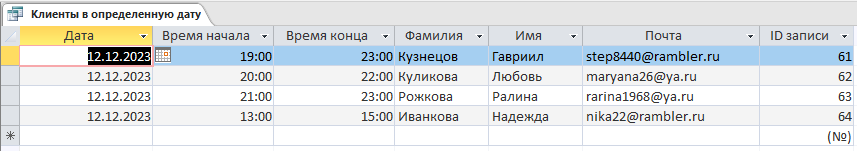 Клиенты в определенную дату
Дата Время начала Время конца Фамилия Имя Почта ID записи
12.12.2023 19:00 23:00 Кузнецов Гавриил step8440@rambler.ru 61
12.12.2023 20:00 22:00 Куликова Любовь maryana26@ya.ru 62
12.12.2023 21:00 23:00 Рожкова Ралина rarina1968@ya.ru 63
12.12.2023 13:00 15:00 Иванкова Надежда nika22@rambler.ru 64
(№)